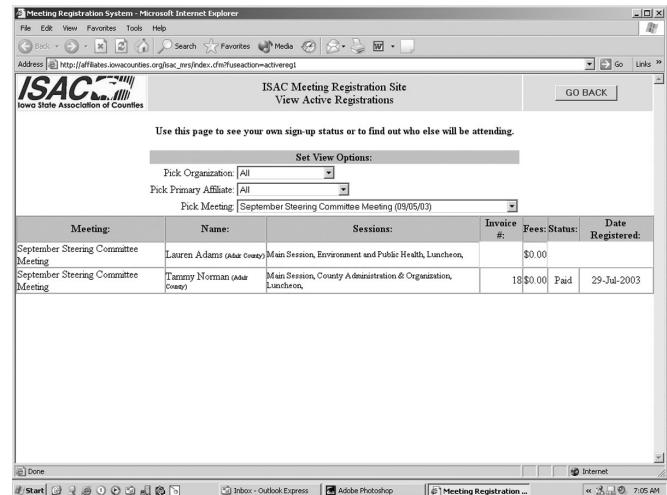 Meeting Registration System - Microsoft Internet Explorer
File Edit View Favorites Tools Help
Back Search Favorites Media
Address http://affiliates.iowacounties.org/isac_mrs/index.cfm?fuseaction=activereg1 Go Links »
ISAC
Iowa State Association of Counties
ISAC Meeting Registration Site
View Active Registrations
GO BACK
Use this page to see your own sign-up status or to find out who else will be attending.
Set View Options:
Pick Organization: All
Pick Primary Affiliate: All
Pick Meeting: September Steering Committee Meeting (09/05/03)
Meeting: Name: Sessions: Invoice #: Fees: Status: Date Registered:
September Steering Committee Meeting Lauren Adams (Adair County) Main Session, Environment and Public Health, Luncheon, $0.00
September Steering Committee Meeting Tammy Norman (Adair County) Main Session, County Administration & Organization, Luncheon, 18 $0.00 Paid 29-Jul-2003
Done Internet
Start Inbox - Outlook Express Adobe Photoshop Meeting Registration ... « 7:05 AM